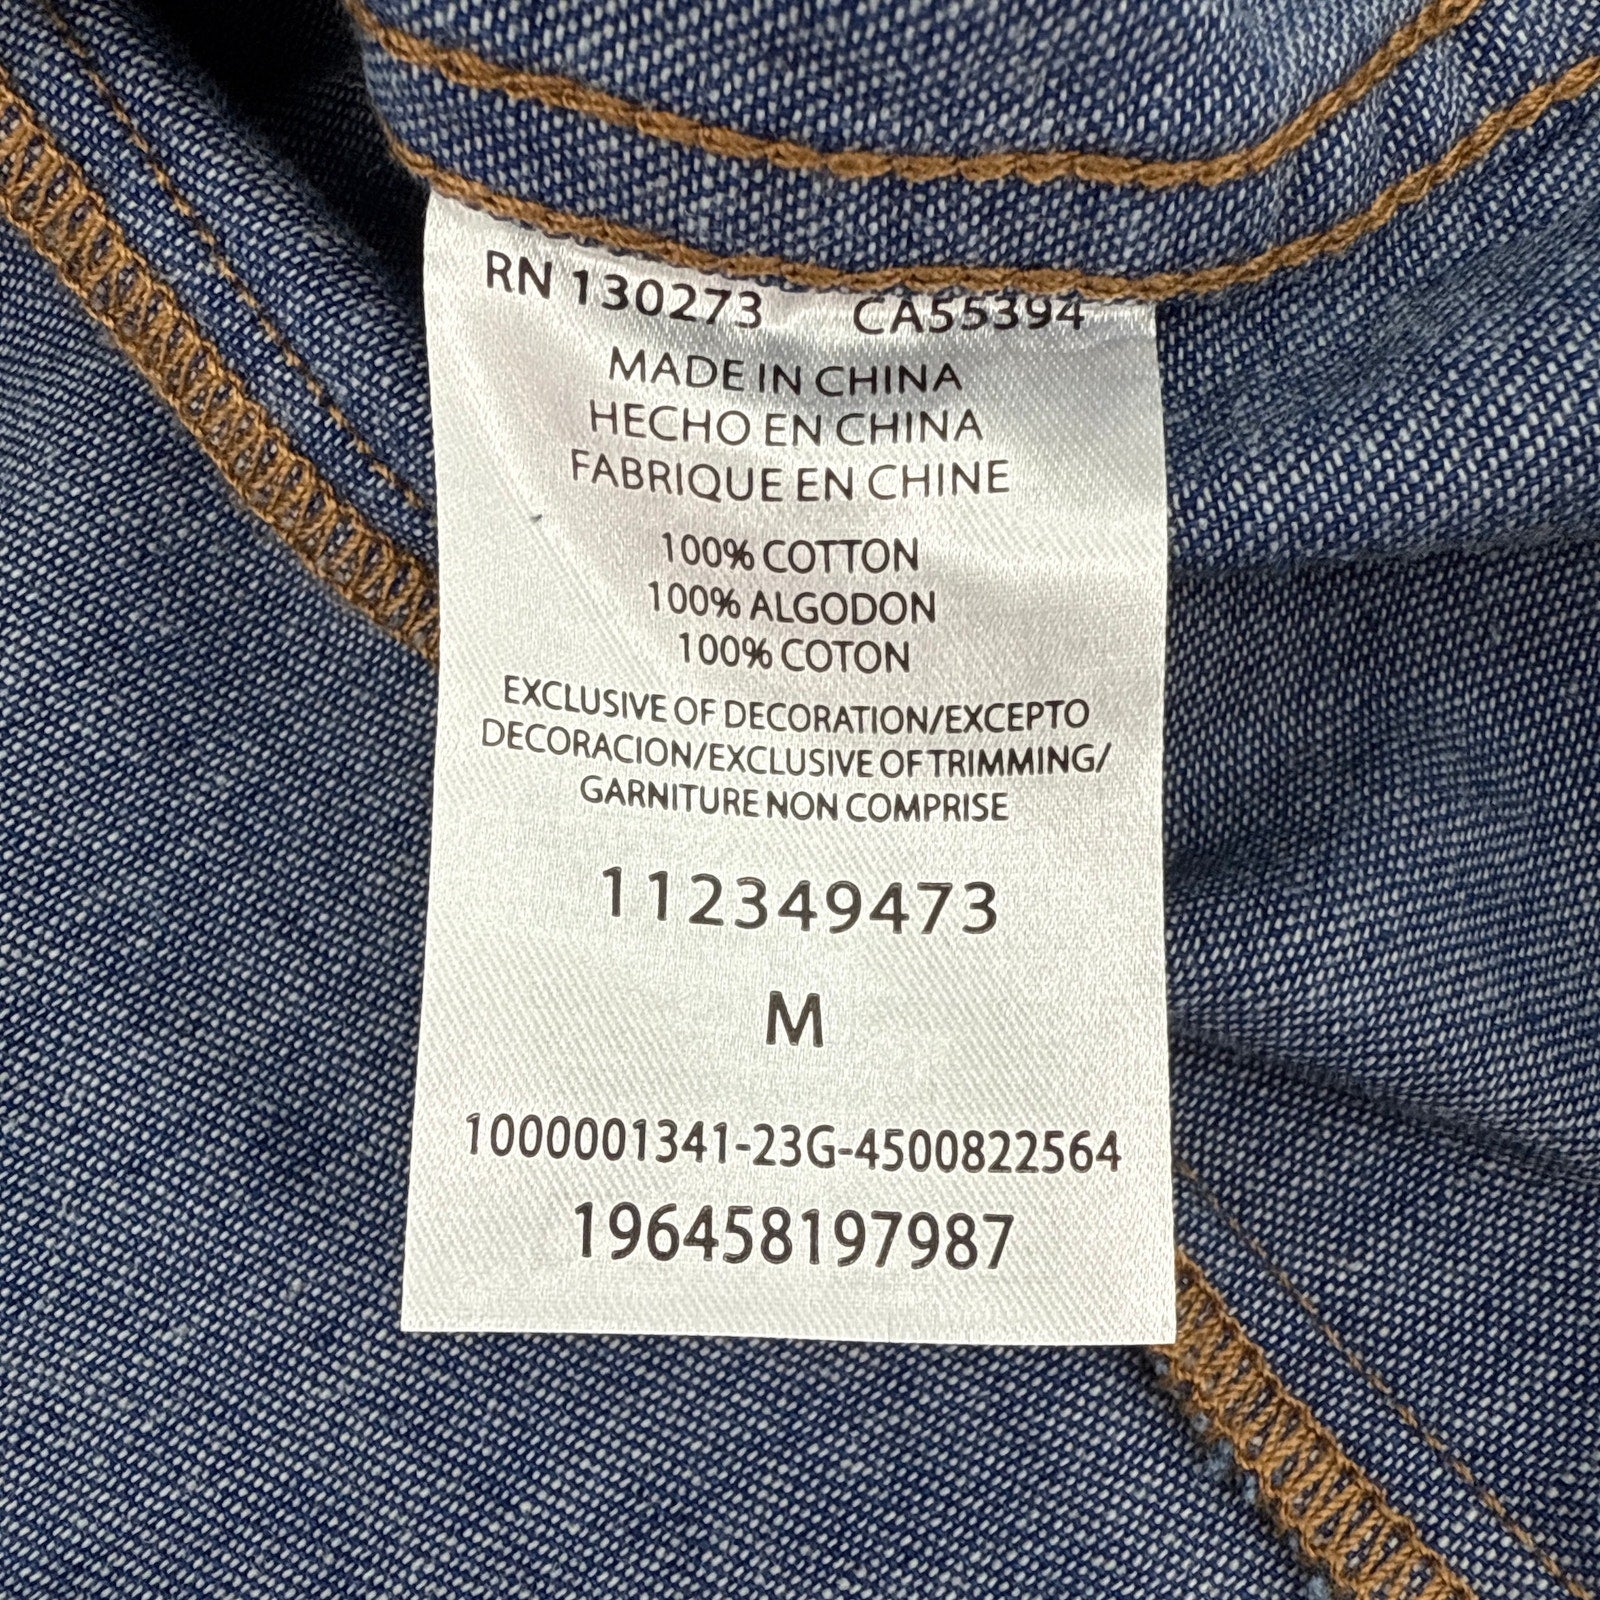 RN 130273 CA55394
MADE IN CHINA
HECHO EN CHINA
FABRIQUE EN CHINE
100% COTTON
100% ALGODON
100% COTON
EXCLUSIVE OF DECORATION/EXCEPTO
DECORACION/EXCLUSIVE OF TRIMMING/
GARNITURE NON COMPRISE
112349473
M
1000001341-23G-4500822564
196458197987